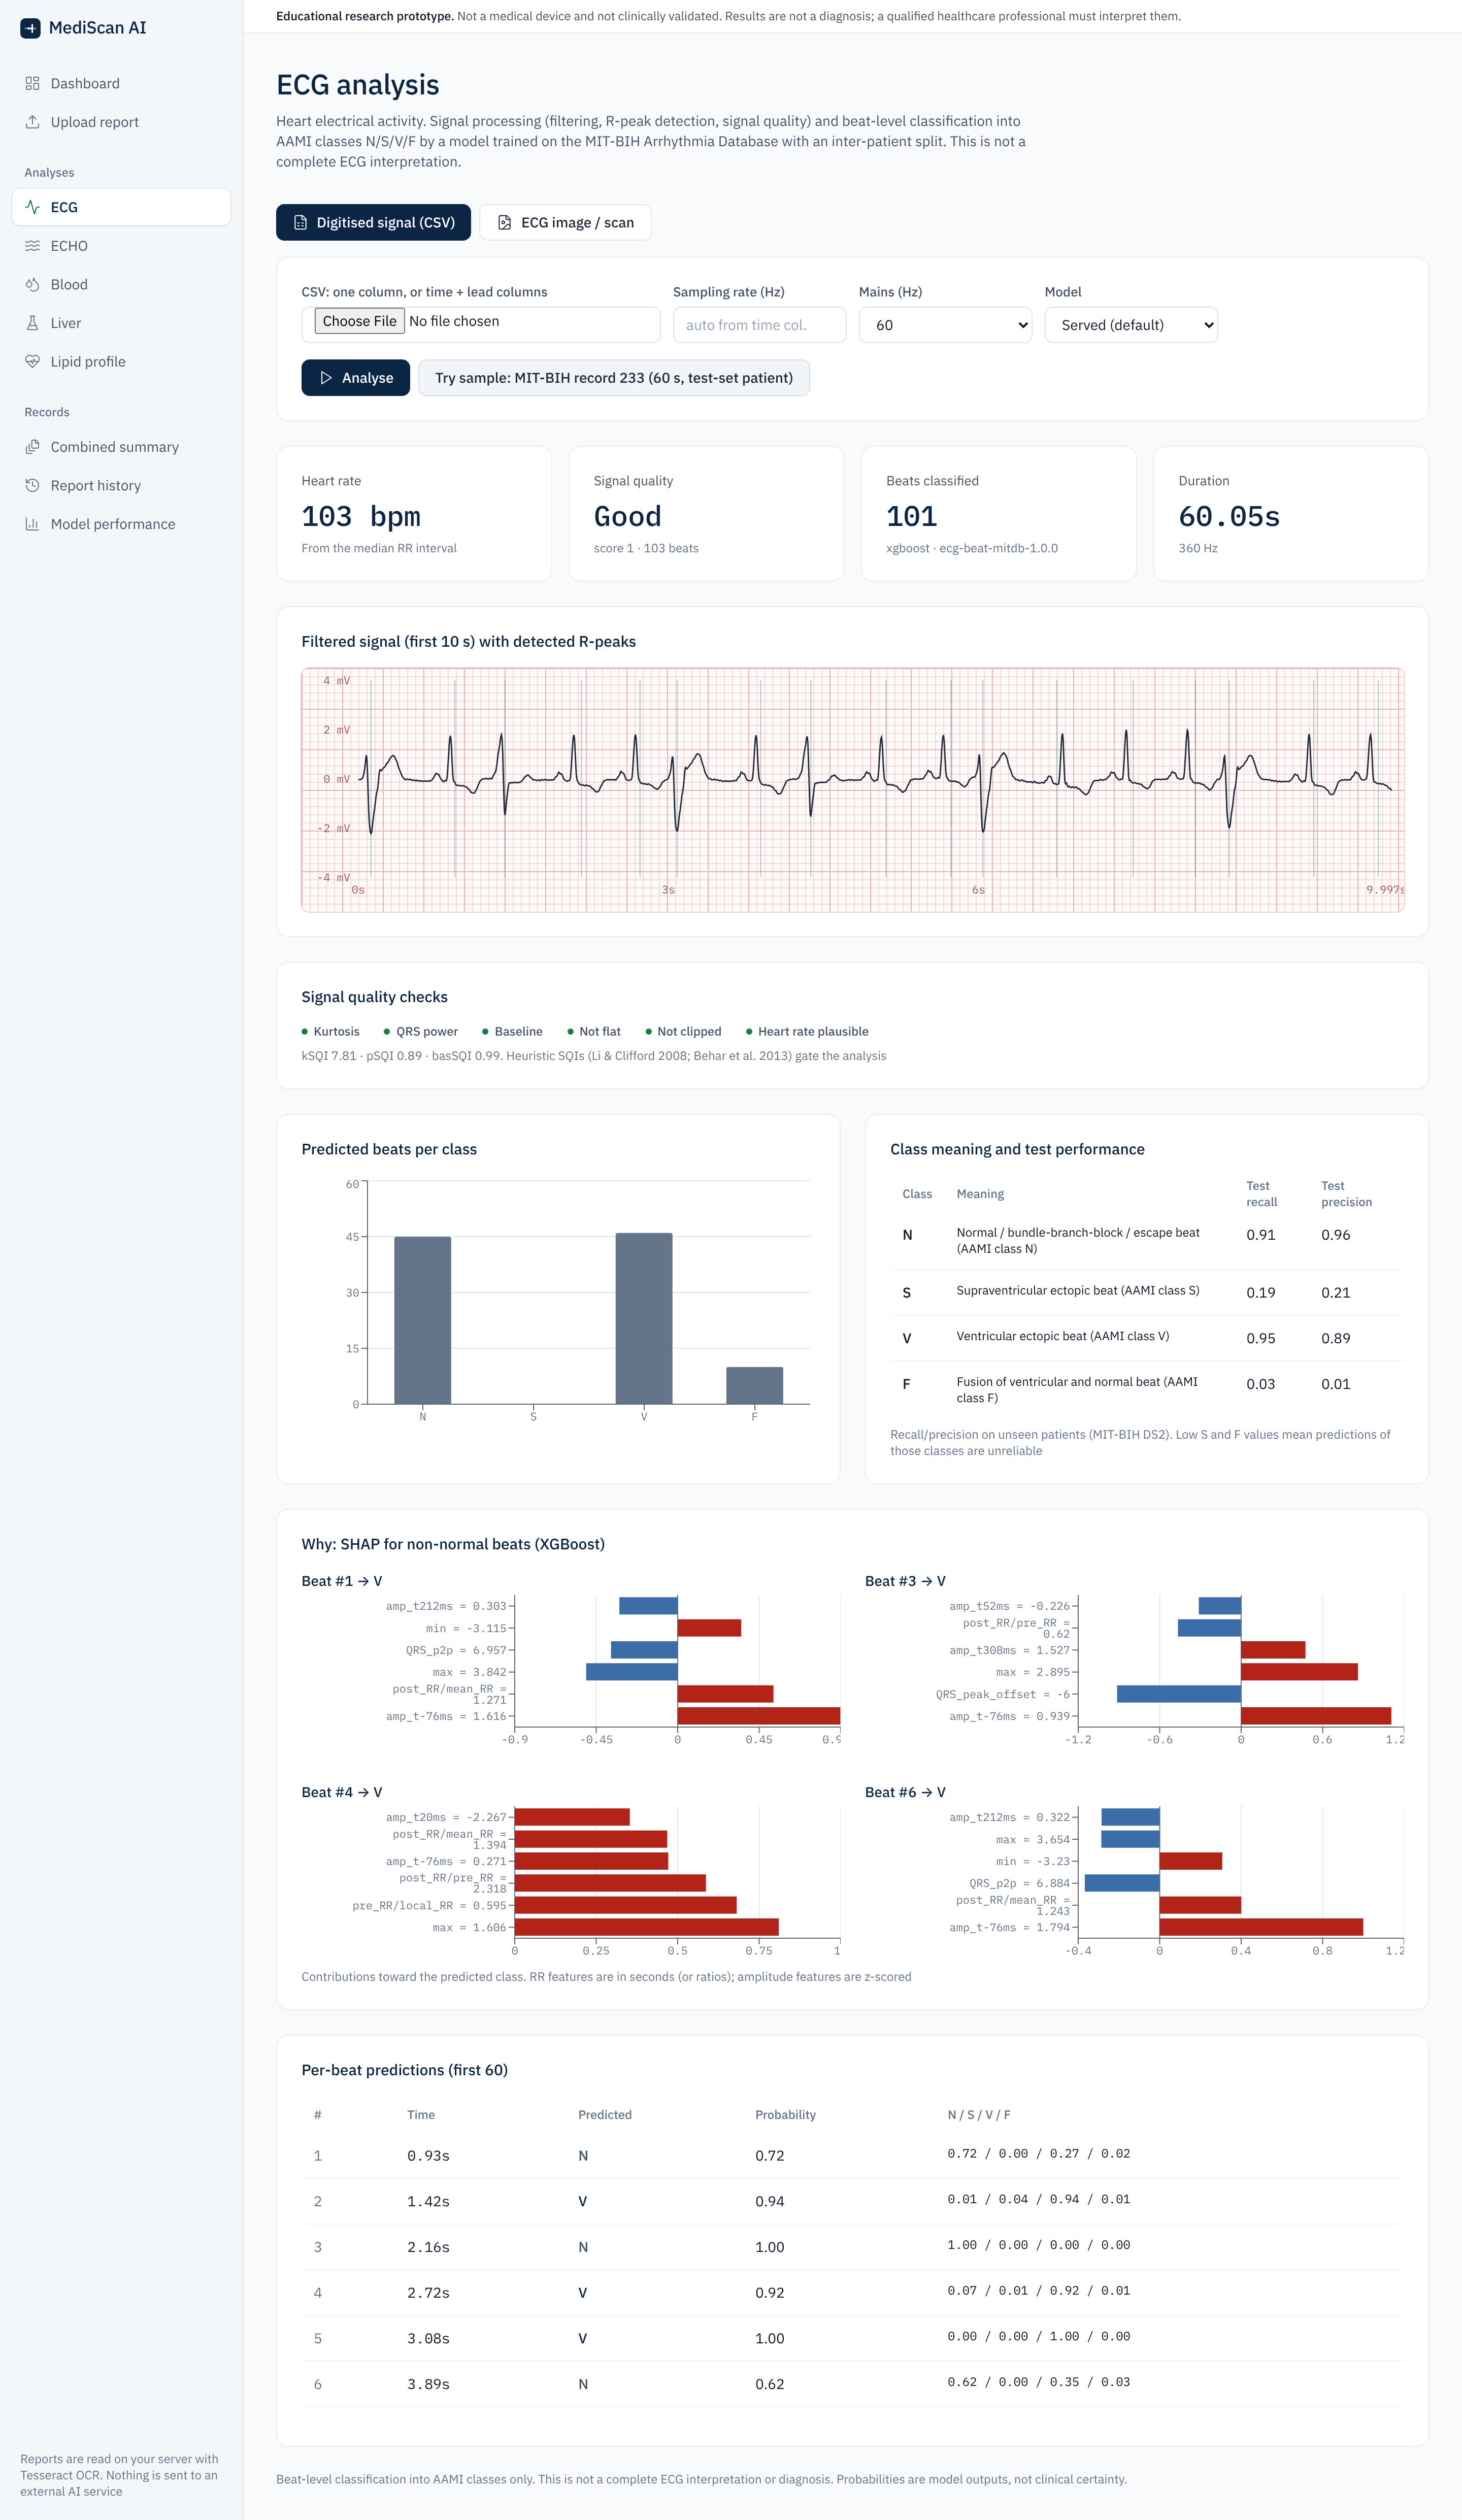 MediScan AI
Dashboard
Upload report
Analyses
ECG
ECHO
Blood
Liver
Lipid profile
Records
Combined summary
Report history
Model performance
Reports are read on your server with
Tesseract OCR. Nothing is sent to an
external AI service
Educational research prototype. Not a medical device and not clinically validated. Results are not a diagnosis; a qualified healthcare professional must interpret them.
ECG analysis
Heart electrical activity. Signal processing (filtering, R-peak detection, signal quality) and beat-level classification into
AAMI classes N/S/V/F by a model trained on the MIT-BIH Arrhythmia Database with an inter-patient split. This is not a
complete ECG interpretation.
Digitised signal (CSV) ECG image / scan
CSV: one column, or time + lead columns Sampling rate (Hz) Mains (Hz) Model
Choose File No file chosen auto from time col. 60 Served (default)
Analyse Try sample: MIT-BIH record 233 (60 s, test-set patient)
Heart rate
103 bpm
From the median RR interval
Signal quality
Good
score 1 · 103 beats
Beats classified
101
xgboost · ecg-beat-mitdb-1.0.0
Duration
60.05s
360 Hz
Filtered signal (first 10 s) with detected R-peaks
4 mV
2 mV
0 mV
-2 mV
-4 mV
0s 3s 6s 9.997s
Signal quality checks
Kurtosis QRS power Baseline Not flat Not clipped Heart rate plausible
kSQI 7.81 · pSQI 0.89 · basSQI 0.99. Heuristic SQIs (Li & Clifford 2008; Behar et al. 2013) gate the analysis
Predicted beats per class
60
45
30
15
0
N S V F
Class meaning and test performance
Class Meaning Test recall Test precision
N Normal / bundle-branch-block / escape beat (AAMI class N) 0.91 0.96
S Supraventricular ectopic beat (AAMI class S) 0.19 0.21
V Ventricular ectopic beat (AAMI class V) 0.95 0.89
F Fusion of ventricular and normal beat (AAMI class F) 0.03 0.01
Recall/precision on unseen patients (MIT-BIH DS2). Low S and F values mean predictions of
those classes are unreliable
Why: SHAP for non-normal beats (XGBoost)
Beat #1 → V
amp_t212ms = 0.303
min = -3.115
QRS_p2p = 6.957
max = 3.842
post_RR/mean_RR =
1.271
amp_t-76ms = 1.616
-0.9 -0.45 0 0.45 0.9
Beat #3 → V
amp_t52ms = -0.226
post_RR/pre_RR =
0.62
amp_t308ms = 1.527
max = 2.895
QRS_peak_offset = -6
amp_t-76ms = 0.939
-1.2 -0.6 0 0.6 1.2
Beat #4 → V
amp_t20ms = -2.267
post_RR/mean_RR =
1.394
amp_t-76ms = 0.271
post_RR/pre_RR =
2.318
pre_RR/local_RR = 0.595
max = 1.606
0 0.25 0.5 0.75 1
Beat #6 → V
amp_t212ms = 0.322
max = 3.654
min = -3.23
QRS_p2p = 6.884
post_RR/mean_RR =
1.243
amp_t-76ms = 1.794
-0.4 0 0.4 0.8 1.2
Contributions toward the predicted class. RR features are in seconds (or ratios); amplitude features are z-scored
Per-beat predictions (first 60)
# Time Predicted Probability N / S / V / F
1 0.93s N 0.72 0.72 / 0.00 / 0.27 / 0.02
2 1.42s V 0.94 0.01 / 0.04 / 0.94 / 0.01
3 2.16s N 1.00 1.00 / 0.00 / 0.00 / 0.00
4 2.72s V 0.92 0.07 / 0.01 / 0.92 / 0.01
5 3.08s V 1.00 0.00 / 0.00 / 1.00 / 0.00
6 3.89s N 0.62 0.62 / 0.00 / 0.35 / 0.03
Beat-level classification into AAMI classes only. This is not a complete ECG interpretation or diagnosis. Probabilities are model outputs, not clinical certainty.